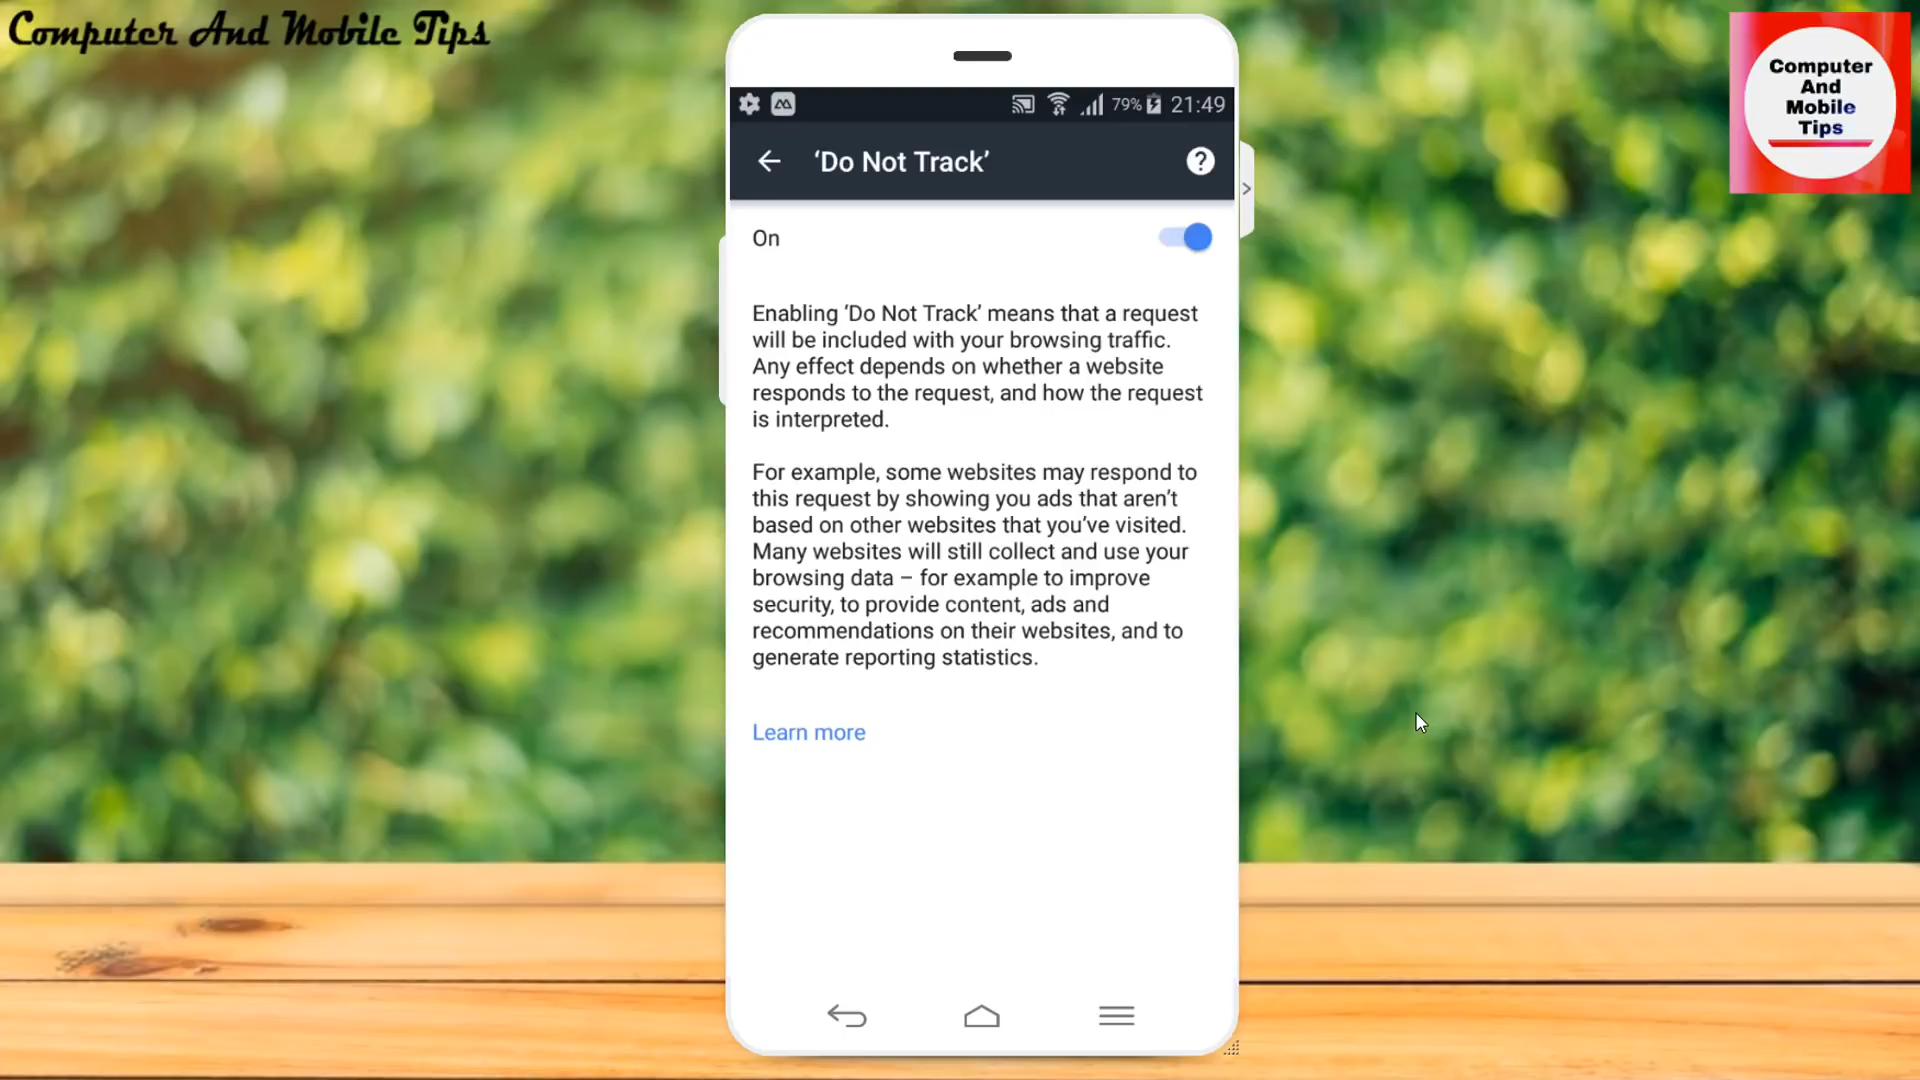 Computer And Mobile Tips
Computer
And
Mobile
Tips
79% 21:49
‘Do Not Track’
On
Enabling ‘Do Not Track’ means that a request
will be included with your browsing traffic.
Any effect depends on whether a website
responds to the request, and how the request
is interpreted.
For example, some websites may respond to
this request by showing you ads that aren’t
based on other websites that you’ve visited.
Many websites will still collect and use your
browsing data – for example to improve
security, to provide content, ads and
recommendations on their websites, and to
generate reporting statistics.
Learn more